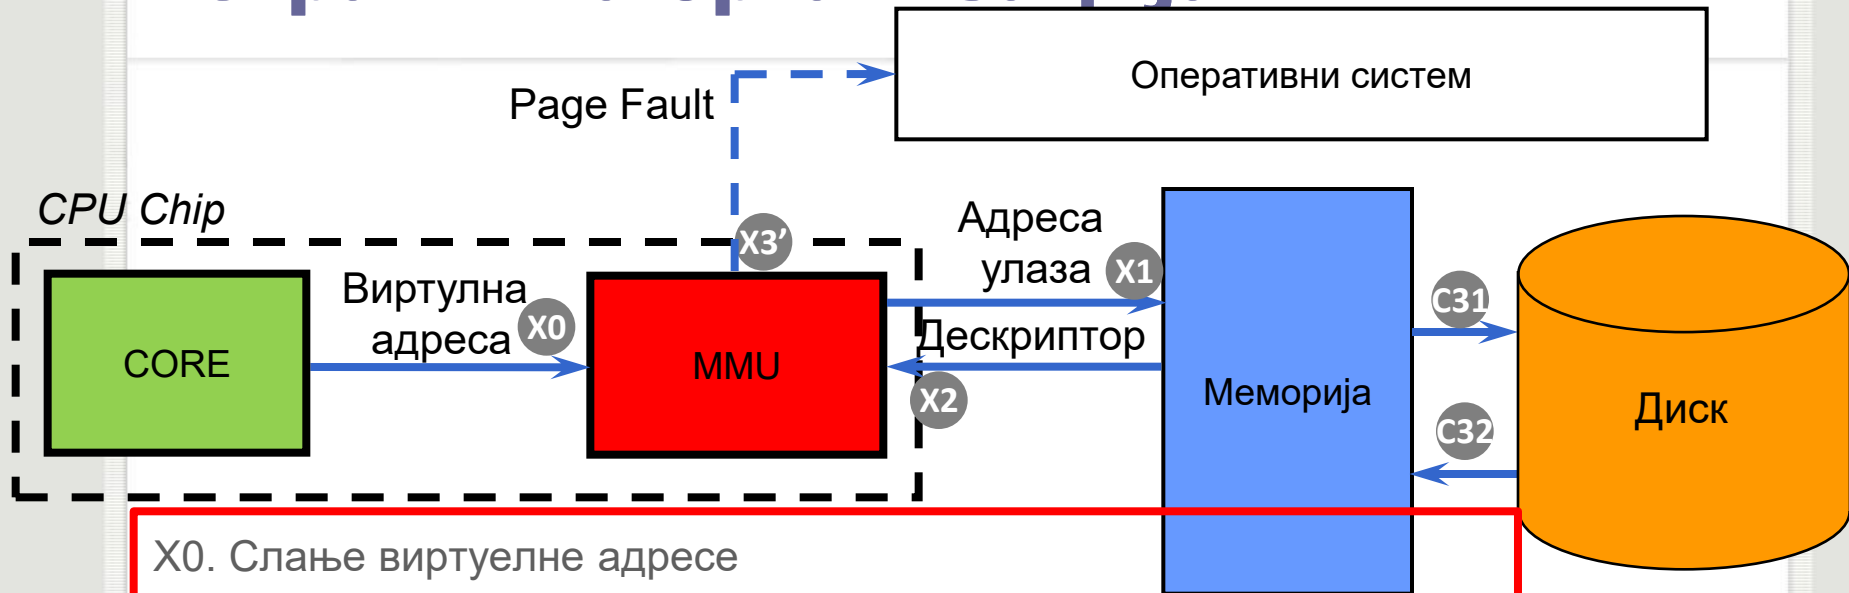 Оперативни систем
Page Fault
CPU Chip
X3’
Адреса
улаза
X1
C31
Виртулна
адреса
X0
Дескриптор
CORE
MMU
X2
Меморија
Диск
C32
X0. Слање виртуелне адресе